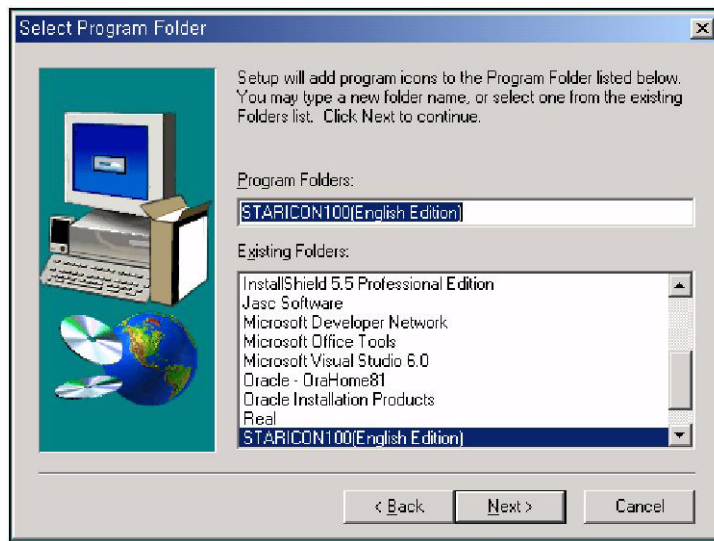 Select Program Folder
Setup will add program icons to the Program Folder listed below.
You may type a new folder name, or select one from the existing
Folders list. Click Next to continue.
Program Folders:
STARICON100(English Edition)
Existing Folders:
InstallShield 5.5 Professional Edition
Jasc Software
Microsoft Developer Network
Microsoft Office Tools
Microsoft Visual Studio 6.0
Oracle - OraHome81
Oracle Installation Products
Real
STARICON100(English Edition)
< Back
Next >
Cancel